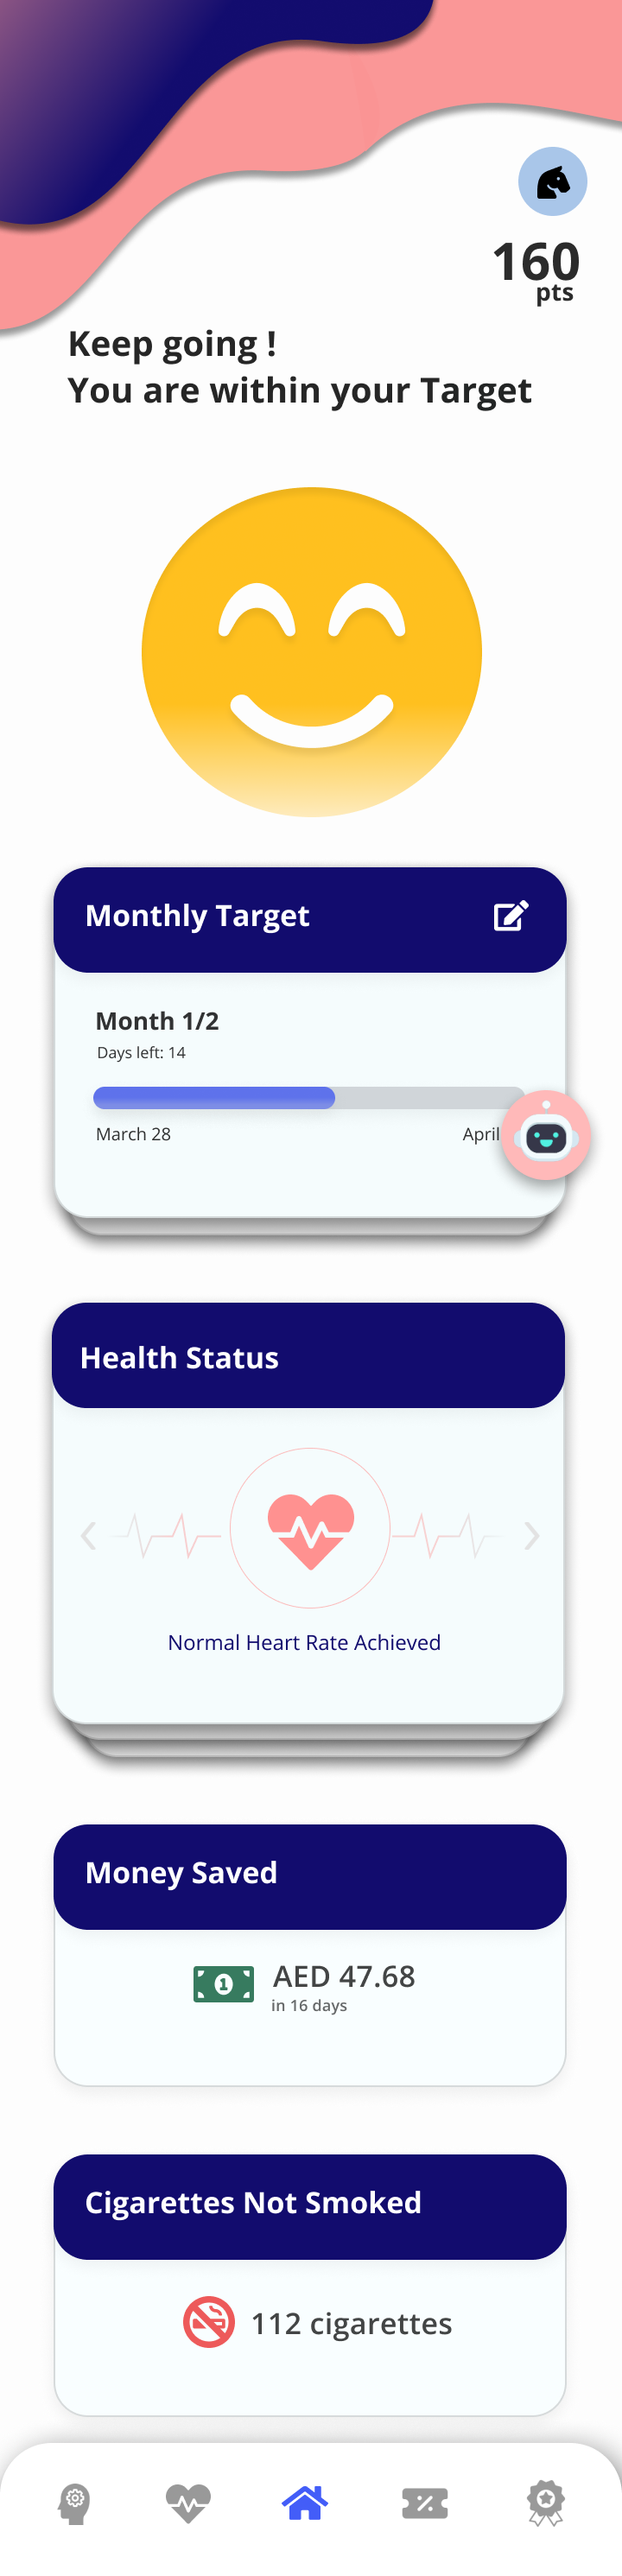 160
pts
Keep going !
You are within your Target
Monthly Target
Month 1/2
Days left: 14
March 28 April
Health Status
Normal Heart Rate Achieved
Money Saved
1
AED 47.68
in 16 days
Cigarettes Not Smoked
112 cigarettes
%